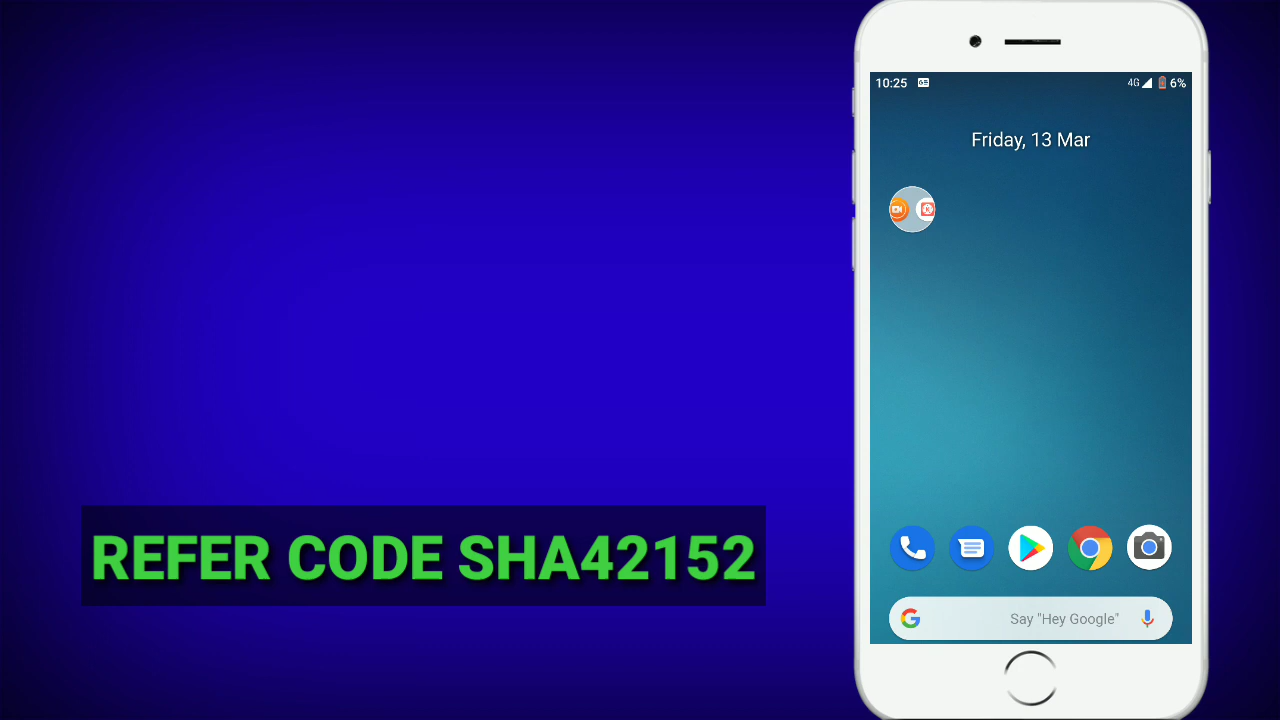 10:25
4G 6%
Friday, 13 Mar
REFER CODE SHA42152
Say "Hey Google"